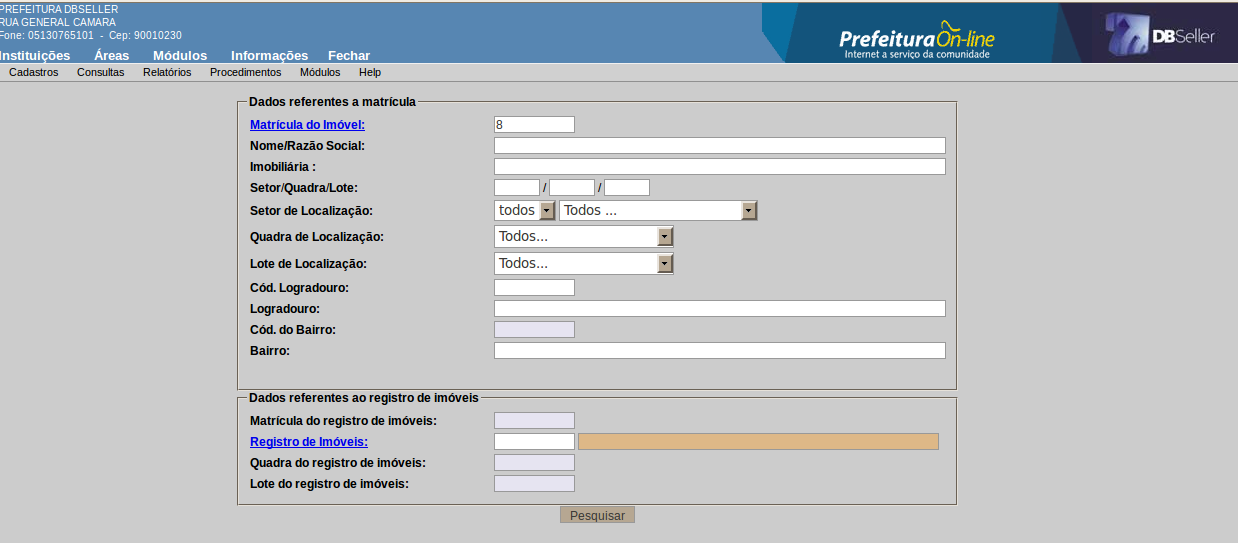 PREFEITURA DBSELLER
RUA GENERAL CAMARA
Fone: 05130765101 - Cep: 90010230
Instituições Áreas Módulos Informações Fechar
PrefeituraOn-line
Internet a serviço da comunidade
DBSeller
Cadastros Consultas Relatórios Procedimentos Módulos Help
Dados referentes a matrícula
Matrícula do Imóvel: 8
Nome/Razão Social:
Imobiliária :
Setor/Quadra/Lote: / /
Setor de Localização: todos Todos ...
Quadra de Localização: Todos...
Lote de Localização: Todos...
Cód. Logradouro:
Logradouro:
Cód. do Bairro:
Bairro:
Dados referentes ao registro de imóveis
Matrícula do registro de imóveis:
Registro de Imóveis:
Quadra do registro de imóveis:
Lote do registro de imóveis:
Pesquisar